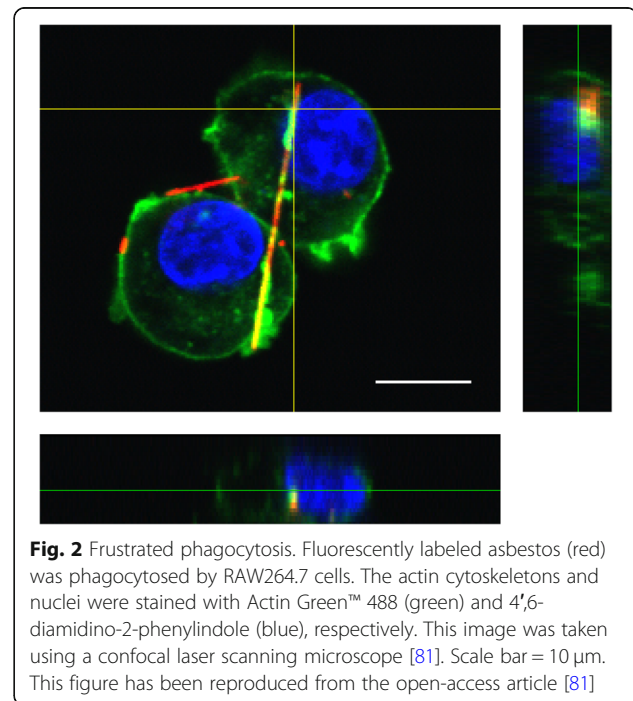 Fig. 2 Frustrated phagocytosis. Fluorescently labeled asbestos (red)
was phagocytosed by RAW264.7 cells. The actin cytoskeletons and
nuclei were stained with Actin Green™ 488 (green) and 4′,6-
diamidino-2-phenylindole (blue), respectively. This image was taken
using a confocal laser scanning microscope [81]. Scale bar = 10 μm.
This figure has been reproduced from the open-access article [81]